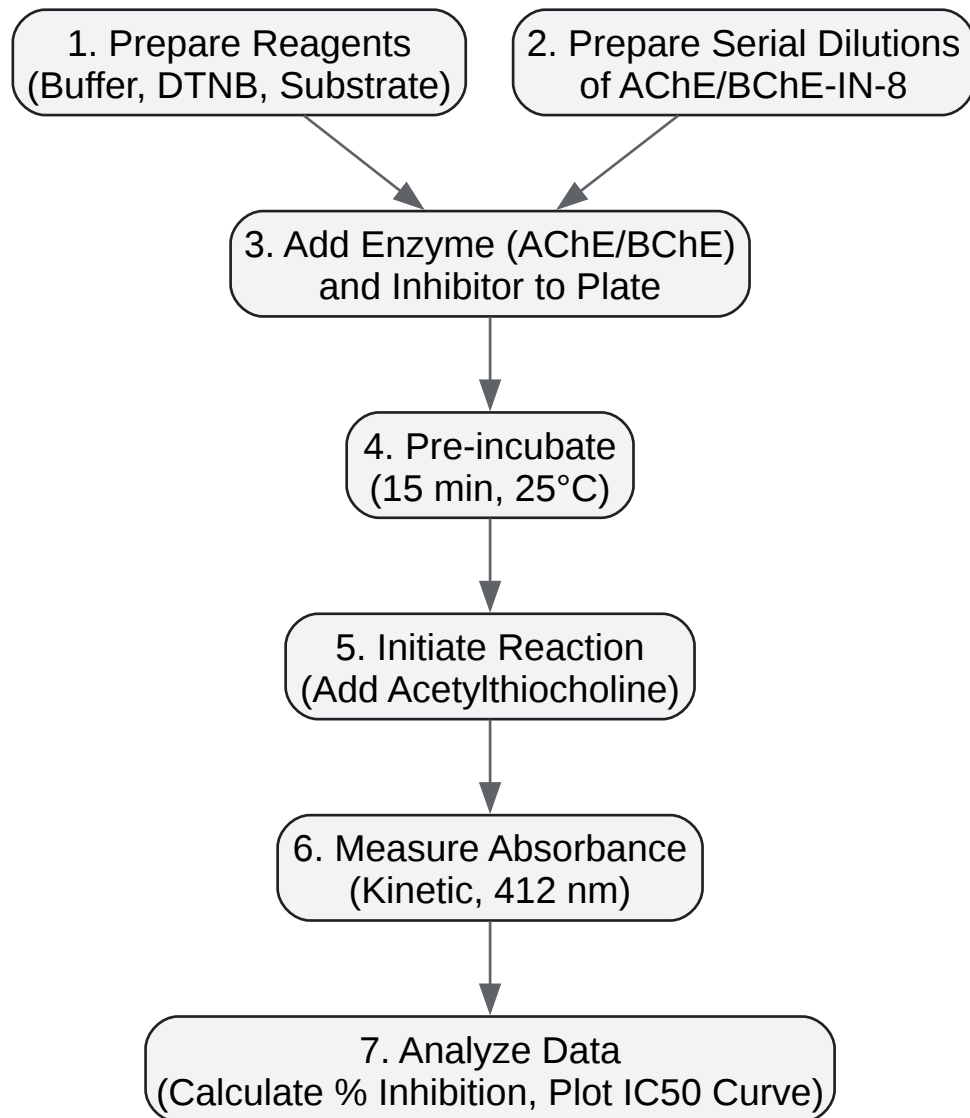 1. Prepare Reagents
(Buffer, DTNB, Substrate)
2. Prepare Serial Dilutions
of AChE/BChE-IN-8
3. Add Enzyme (AChE/BChE)
and Inhibitor to Plate
4. Pre-incubate
(15 min, 25°C)
5. Initiate Reaction
(Add Acetylthiocholine)
6. Measure Absorbance
(Kinetic, 412 nm)
7. Analyze Data
(Calculate % Inhibition, Plot IC50 Curve)